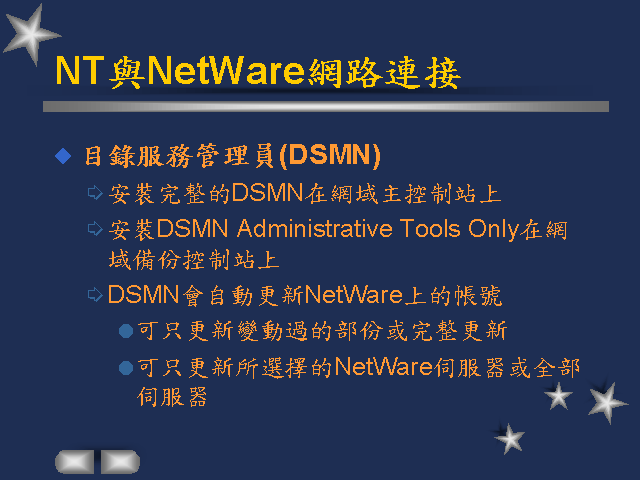 NT與NetWare網路連接
目錄服務管理員(DSMN)
安裝完整的DSMN在網域主控制站上
安裝DSMN Administrative Tools Only在網
域備份控制站上
DSMN會自動更新NetWare上的帳號
可只更新變動過的部份或完整更新
可只更新所選擇的NetWare伺服器或全部
伺服器